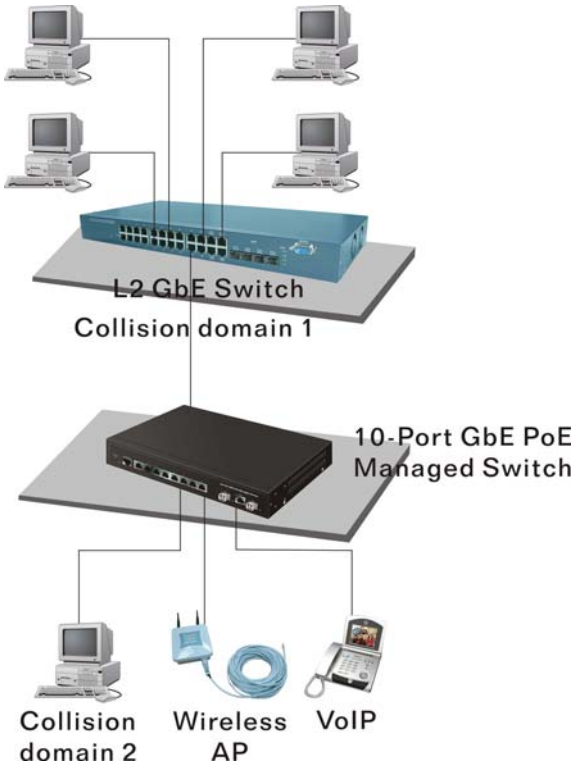 L2 GbE Switch
Collision domain 1
10-Port GbE PoE
Managed Switch
Collision
domain 2
Wireless
AP
VoIP